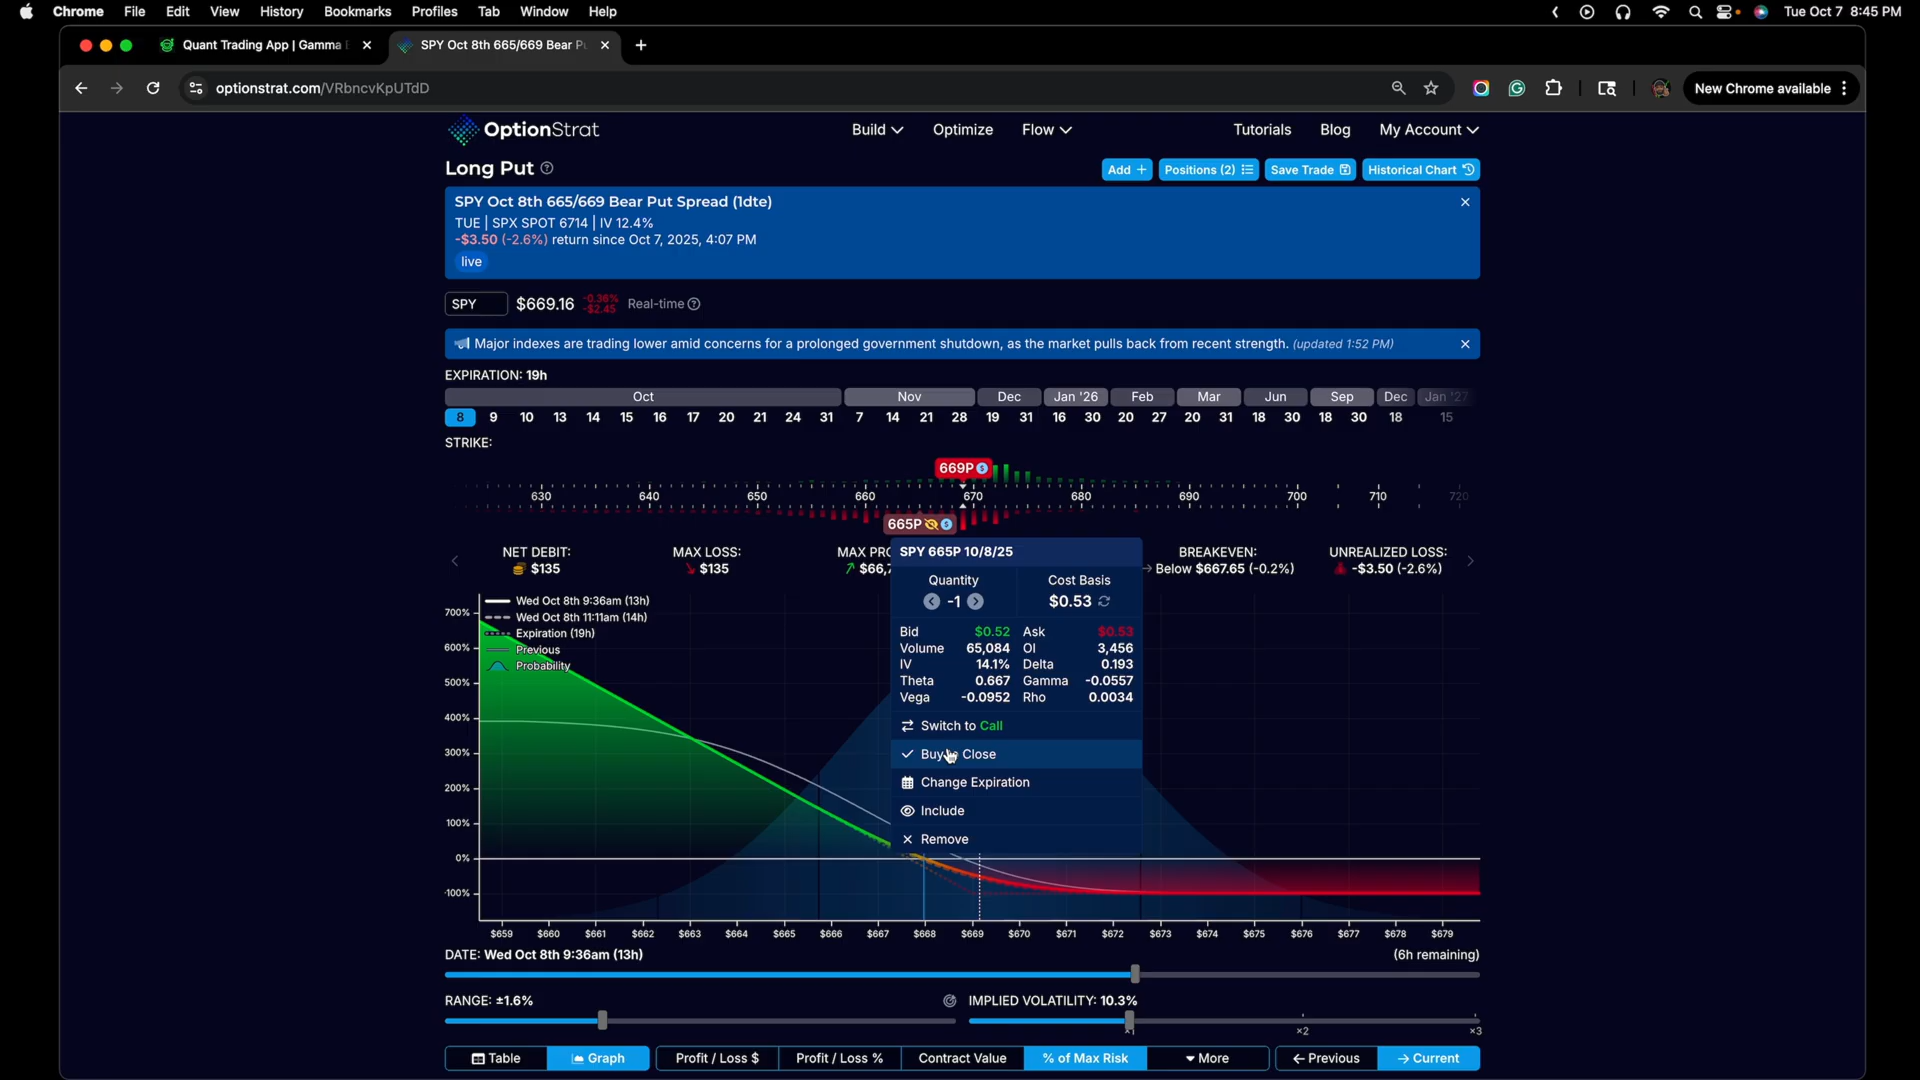 Chrome File Edit View History Bookmarks Profiles Tab Window Help Tue Oct 7 8:45 PM
Quant Trading App | Gamma
SPY Oct 8th 665/669 Bear
optionstrat.com/VRbncvKpUTdD
New Chrome available
OptionStrat Build Optimize Flow Tutorials Blog My Account
Long Put
Add + Positions (2) Save Trade Historical Chart
SPY Oct 8th 665/669 Bear Put Spread (1dte)
TUE | SPX SPOT 6714 | IV 12.4%
-$3.50 (-2.6%) return since Oct 7, 2025, 4:07 PM
live
SPY $669.16 -0.36% -$2.45 Real-time
Major indexes are trading lower amid concerns for a prolonged government shutdown, as the market pulls back from recent strength. (updated 1:52 PM)
EXPIRATION: 19h
Oct Nov Dec Jan '26 Feb Mar Jun Sep Dec Jan '27
8 9 10 13 14 15 16 17 20 21 24 31 7 14 21 28 19 31 16 30 20 27 20 31 18 30 18 30 18 15
STRIKE:
669P
630 640 650 660 670 680 690 700 710 720
665P
NET DEBIT: $135
MAX LOSS: $135
MAX PRO
$66,7
BREAKEVEN: Below $667.65 (-0.2%)
UNREALIZED LOSS: -$3.50 (-2.6%)
SPY 665P 10/8/25
Quantity Cost Basis
-1 $0.53
Bid $0.52 Ask $0.53
Volume 65,084 OI 3,456
IV 14.1% Delta 0.193
Theta 0.667 Gamma -0.0557
Vega -0.0952 Rho 0.0034
Switch to Call
Buy to Close
Change Expiration
Include
Remove
Wed Oct 8th 9:36am (13h)
Wed Oct 8th 11:11am (14h)
Expiration (19h)
Previous
Probability
700%
600%
500%
400%
300%
200%
100%
0%
-100%
$659 $660 $661 $662 $663 $664 $665 $666 $667 $668 $669 $670 $671 $672 $673 $674 $675 $676 $677 $678 $679
DATE: Wed Oct 8th 9:36am (13h) (6h remaining)
RANGE: ±1.6% IMPLIED VOLATILITY: 10.3%
x1 x2 x3
Table Graph Profit / Loss $ Profit / Loss % Contract Value % of Max Risk More Previous Current